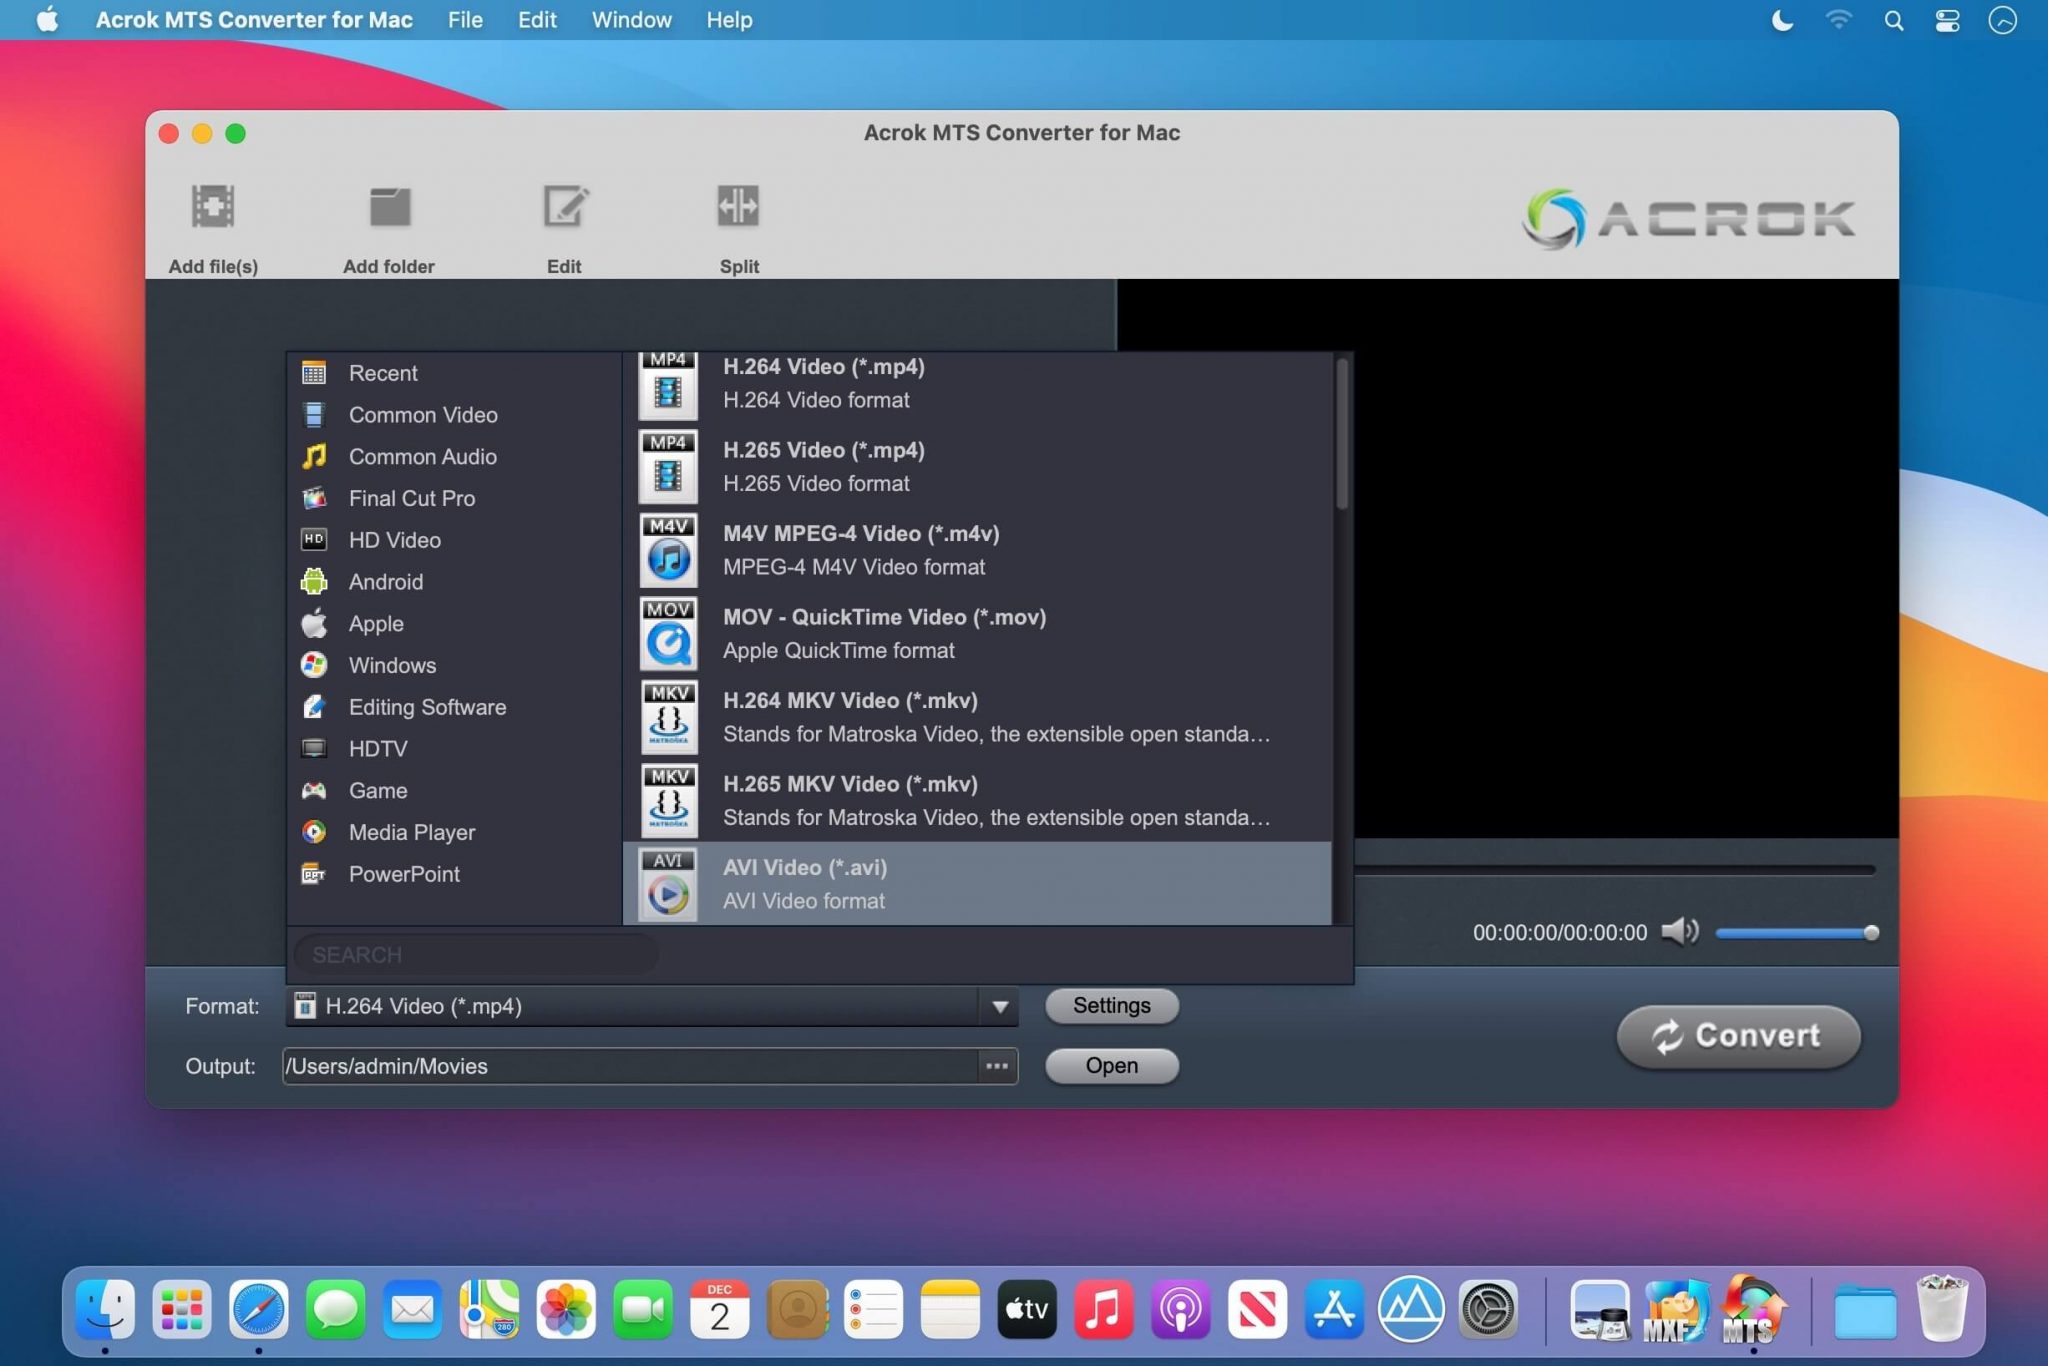 Acrok MTS Converter for Mac File Edit Window Help
Acrok MTS Converter for Mac
Add file(s) Add folder Edit Split
ACROK
Recent
Common Video
Common Audio
Final Cut Pro
HD HD Video
Android
Apple
Windows
Editing Software
HDTV
Game
Media Player
PPT PowerPoint
MP4 H.264 Video (*.mp4)
H.264 Video format
MP4 H.265 Video (*.mp4)
H.265 Video format
M4V M4V MPEG-4 Video (*.m4v)
MPEG-4 M4V Video format
MOV MOV - QuickTime Video (*.mov)
Apple QuickTime format
MKV H.264 MKV Video (*.mkv)
MATROSKA Stands for Matroska Video, the extensible open standa...
MKV H.265 MKV Video (*.mkv)
MATROSKA Stands for Matroska Video, the extensible open standa...
AVI AVI Video (*.avi)
AVI Video format
SEARCH
00:00:00/00:00:00
Format: H.264 Video (*.mp4) Settings
Convert
Output: /Users/admin/Movies ... Open
DEC
2
280
tv
MXF
MTS